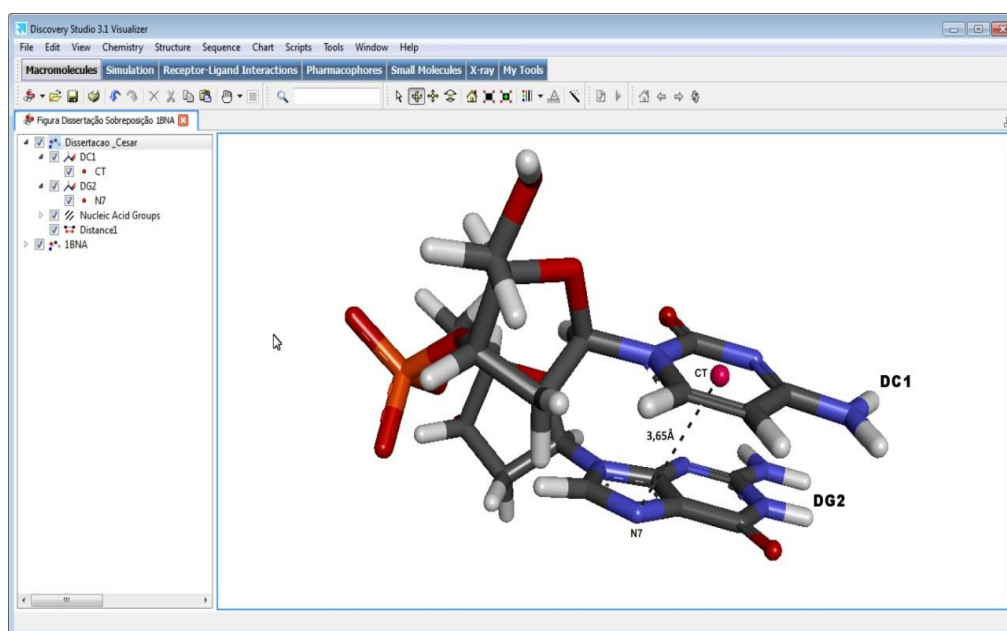 Discovery Studio 3.1 Visualizer
File Edit View Chemistry Structure Sequence Chart Scripts Tools Window Help
Macromolecules Simulation Receptor-Ligand Interactions Pharmacophores Small Molecules X-ray My Tools
Figura Dissertação Sobreposição 1BNA
Dissertacao _Cesar
DC1
CT
DG2
N7
Nucleic Acid Groups
Distance1
1BNA
CT
DC1
3,65Å
DG2
N7